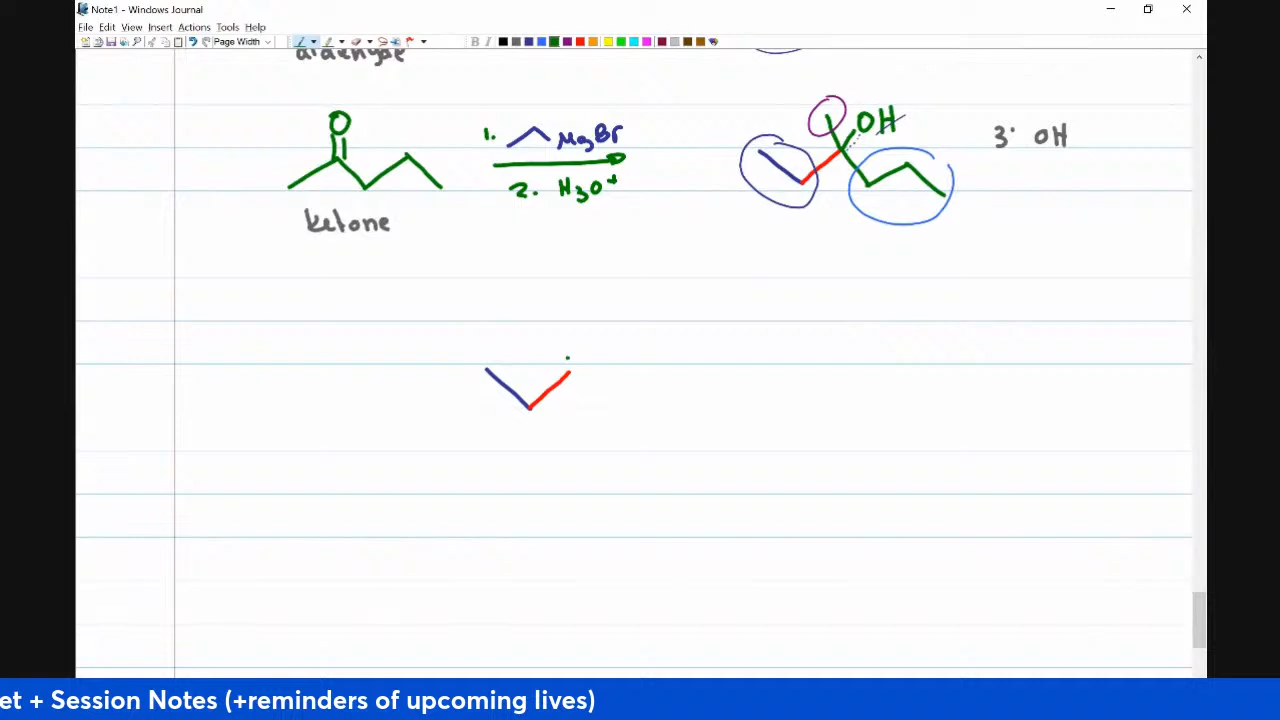 Note1 - Windows Journal
File Edit View Insert Actions Tools Help
Page Width B I
aldehyde
O
1. MgBr
2. H3O+
ketone
OH
3° OH
et + Session Notes (+reminders of upcoming lives)